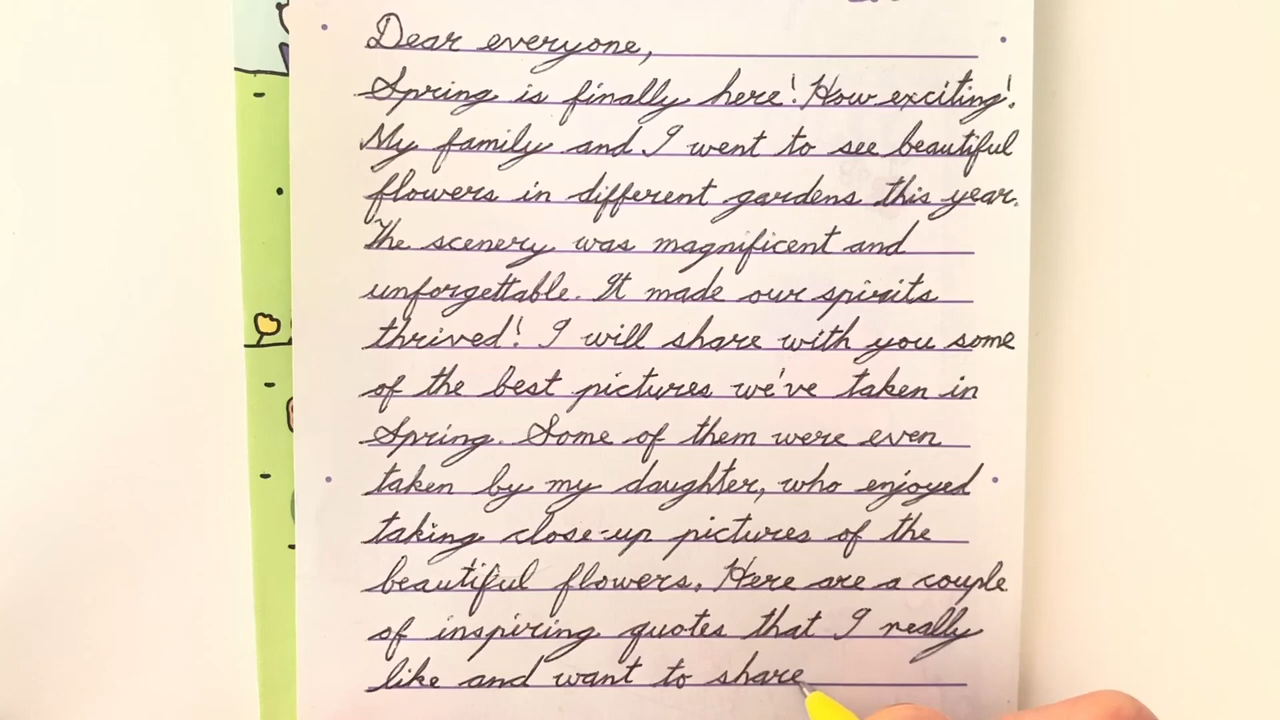 Dear everyone,
Spring is finally here! How exciting!
My family and I went to see beautiful
flowers in different gardens this year.
The scenery was magnificent and
unforgettable. It made our spirits
thrived! I will share with you some
of the best pictures we've taken in
Spring. Some of them were even
taken by my daughter, who enjoyed
taking close-up pictures of the
beautiful flowers. Here are a couple
of inspiring quotes that I really
like and want to share